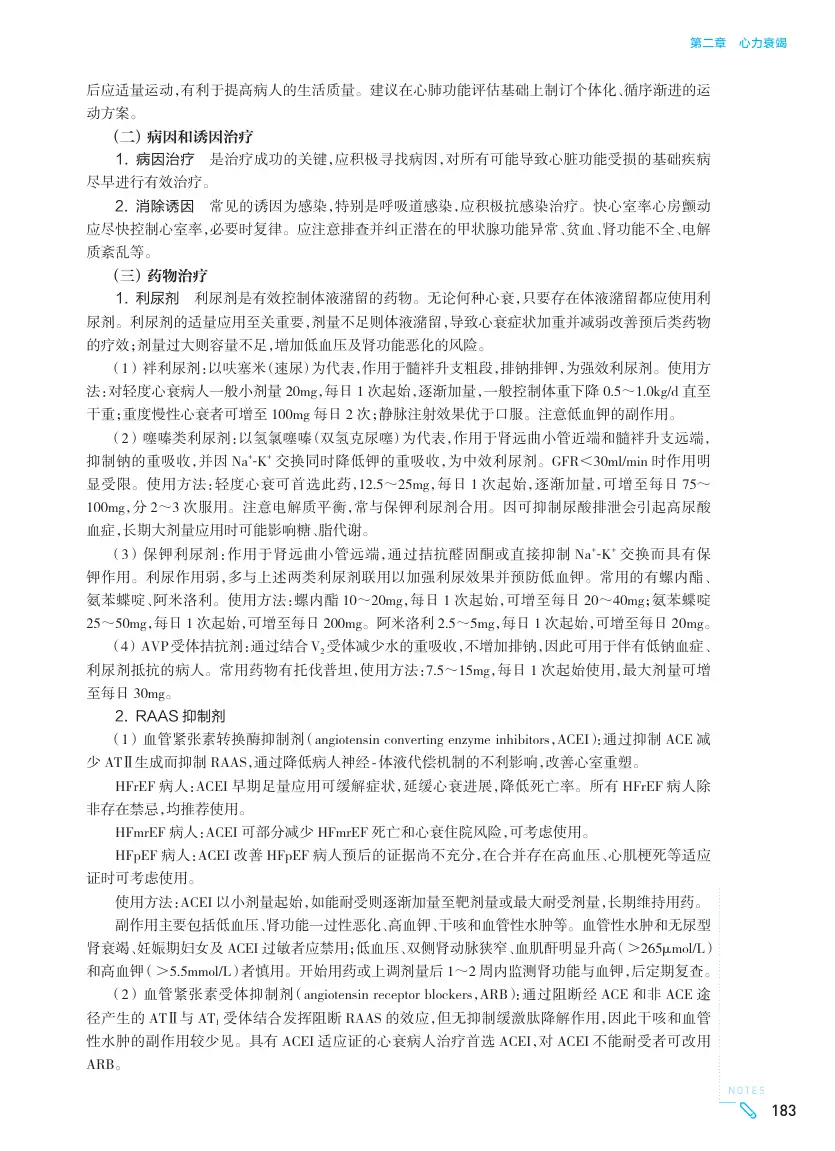 第二章 心力衰竭
后应适量运动,有利于提高病人的生活质量。建议在心肺功能评估基础上制订个体化、循序渐进的运
动方案。
（二）病因和诱因治疗
1. 病因治疗 是治疗成功的关键,应积极寻找病因,对所有可能导致心脏功能受损的基础疾病
尽早进行有效治疗。
2. 消除诱因 常见的诱因为感染,特别是呼吸道感染,应积极抗感染治疗。快心室率心房颤动
应尽快控制心室率,必要时复律。应注意排查并纠正潜在的甲状腺功能异常、贫血、肾功能不全、电解
质紊乱等。
（三）药物治疗
1. 利尿剂 利尿剂是有效控制体液潴留的药物。无论何种心衰,只要存在体液潴留都应使用利
尿剂。利尿剂的适量应用至关重要,剂量不足则体液潴留,导致心衰症状加重并减弱改善预后类药物
的疗效;剂量过大则容量不足,增加低血压及肾功能恶化的风险。
（1）袢利尿剂:以呋塞米（速尿）为代表,作用于髓袢升支粗段,排钠排钾,为强效利尿剂。使用方
法:对轻度心衰病人一般小剂量 20mg,每日 1 次起始,逐渐加量,一般控制体重下降 0.5～1.0kg/d 直至
干重;重度慢性心衰者可增至 100mg 每日 2 次;静脉注射效果优于口服。注意低血钾的副作用。
（2）噻嗪类利尿剂:以氢氯噻嗪（双氢克尿噻）为代表,作用于肾远曲小管近端和髓袢升支远端,
抑制钠的重吸收,并因 Na⁺-K⁺ 交换同时降低钾的重吸收,为中效利尿剂。GFR＜30ml/min 时作用明
显受限。使用方法:轻度心衰可首选此药,12.5～25mg,每日 1 次起始,逐渐加量,可增至每日 75～
100mg,分 2～3 次服用。注意电解质平衡,常与保钾利尿剂合用。因可抑制尿酸排泄会引起高尿酸
血症,长期大剂量应用时可能影响糖、脂代谢。
（3）保钾利尿剂:作用于肾远曲小管远端,通过拮抗醛固酮或直接抑制 Na⁺-K⁺ 交换而具有保
钾作用。利尿作用弱,多与上述两类利尿剂联用以加强利尿效果并预防低血钾。常用的有螺内酯、
氨苯蝶啶、阿米洛利。使用方法:螺内酯 10～20mg,每日 1 次起始,可增至每日 20～40mg;氨苯蝶啶
25～50mg,每日 1 次起始,可增至每日 200mg。阿米洛利 2.5～5mg,每日 1 次起始,可增至每日 20mg。
（4）AVP 受体拮抗剂:通过结合 V₂ 受体减少水的重吸收,不增加排钠,因此可用于伴有低钠血症、
利尿剂抵抗的病人。常用药物有托伐普坦,使用方法:7.5～15mg,每日 1 次起始使用,最大剂量可增
至每日 30mg。
2. RAAS 抑制剂
（1）血管紧张素转换酶抑制剂（angiotensin converting enzyme inhibitors,ACEI）:通过抑制 ACE 减
少 ATⅡ生成而抑制 RAAS,通过降低病人神经-体液代偿机制的不利影响,改善心室重塑。
HFrEF 病人:ACEI 早期足量应用可缓解症状,延缓心衰进展,降低死亡率。所有 HFrEF 病人除
非存在禁忌,均推荐使用。
HFmrEF 病人:ACEI 可部分减少 HFmrEF 死亡和心衰住院风险,可考虑使用。
HFpEF 病人:ACEI 改善 HFpEF 病人预后的证据尚不充分,在合并存在高血压、心肌梗死等适应
证时可考虑使用。
使用方法:ACEI 以小剂量起始,如能耐受则逐渐加量至靶剂量或最大耐受剂量,长期维持用药。
副作用主要包括低血压、肾功能一过性恶化、高血钾、干咳和血管性水肿等。血管性水肿和无尿型
肾衰竭、妊娠期妇女及 ACEI 过敏者应禁用;低血压、双侧肾动脉狭窄、血肌酐明显升高（>265μmol/L）
和高血钾（>5.5mmol/L）者慎用。开始用药或上调剂量后 1～2 周内监测肾功能与血钾,后定期复查。
（2）血管紧张素受体抑制剂（angiotensin receptor blockers,ARB）:通过阻断经 ACE 和非 ACE 途
径产生的 ATⅡ与 AT₁ 受体结合发挥阻断 RAAS 的效应,但无抑制缓激肽降解作用,因此干咳和血管
性水肿的副作用较少见。具有 ACEI 适应证的心衰病人治疗首选 ACEI,对 ACEI 不能耐受者可改用
ARB。
NOTES
183